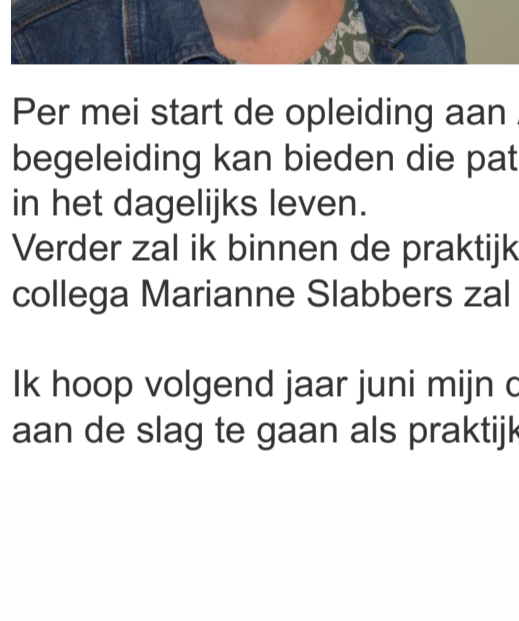 Per mei start de opleiding aan
begeleiding kan bieden die pat
in het dagelijks leven.
Verder zal ik binnen de praktijk
collega Marianne Slabbers zal

Ik hoop volgend jaar juni mijn
aan de slag te gaan als praktijk